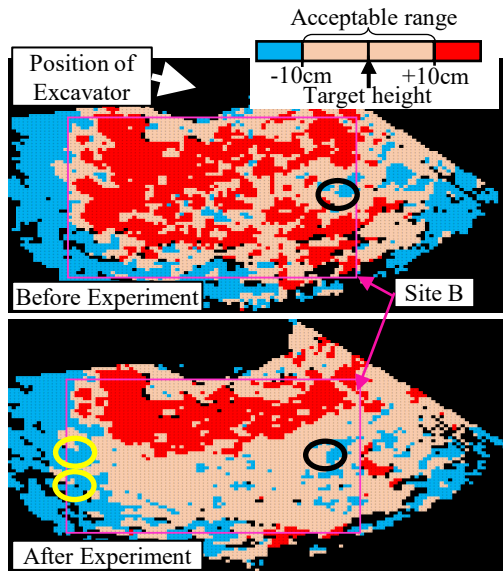 Acceptable range
-10cm
+10cm
Target height
Position of
Excavator
Before Experiment
Site B
After Experiment